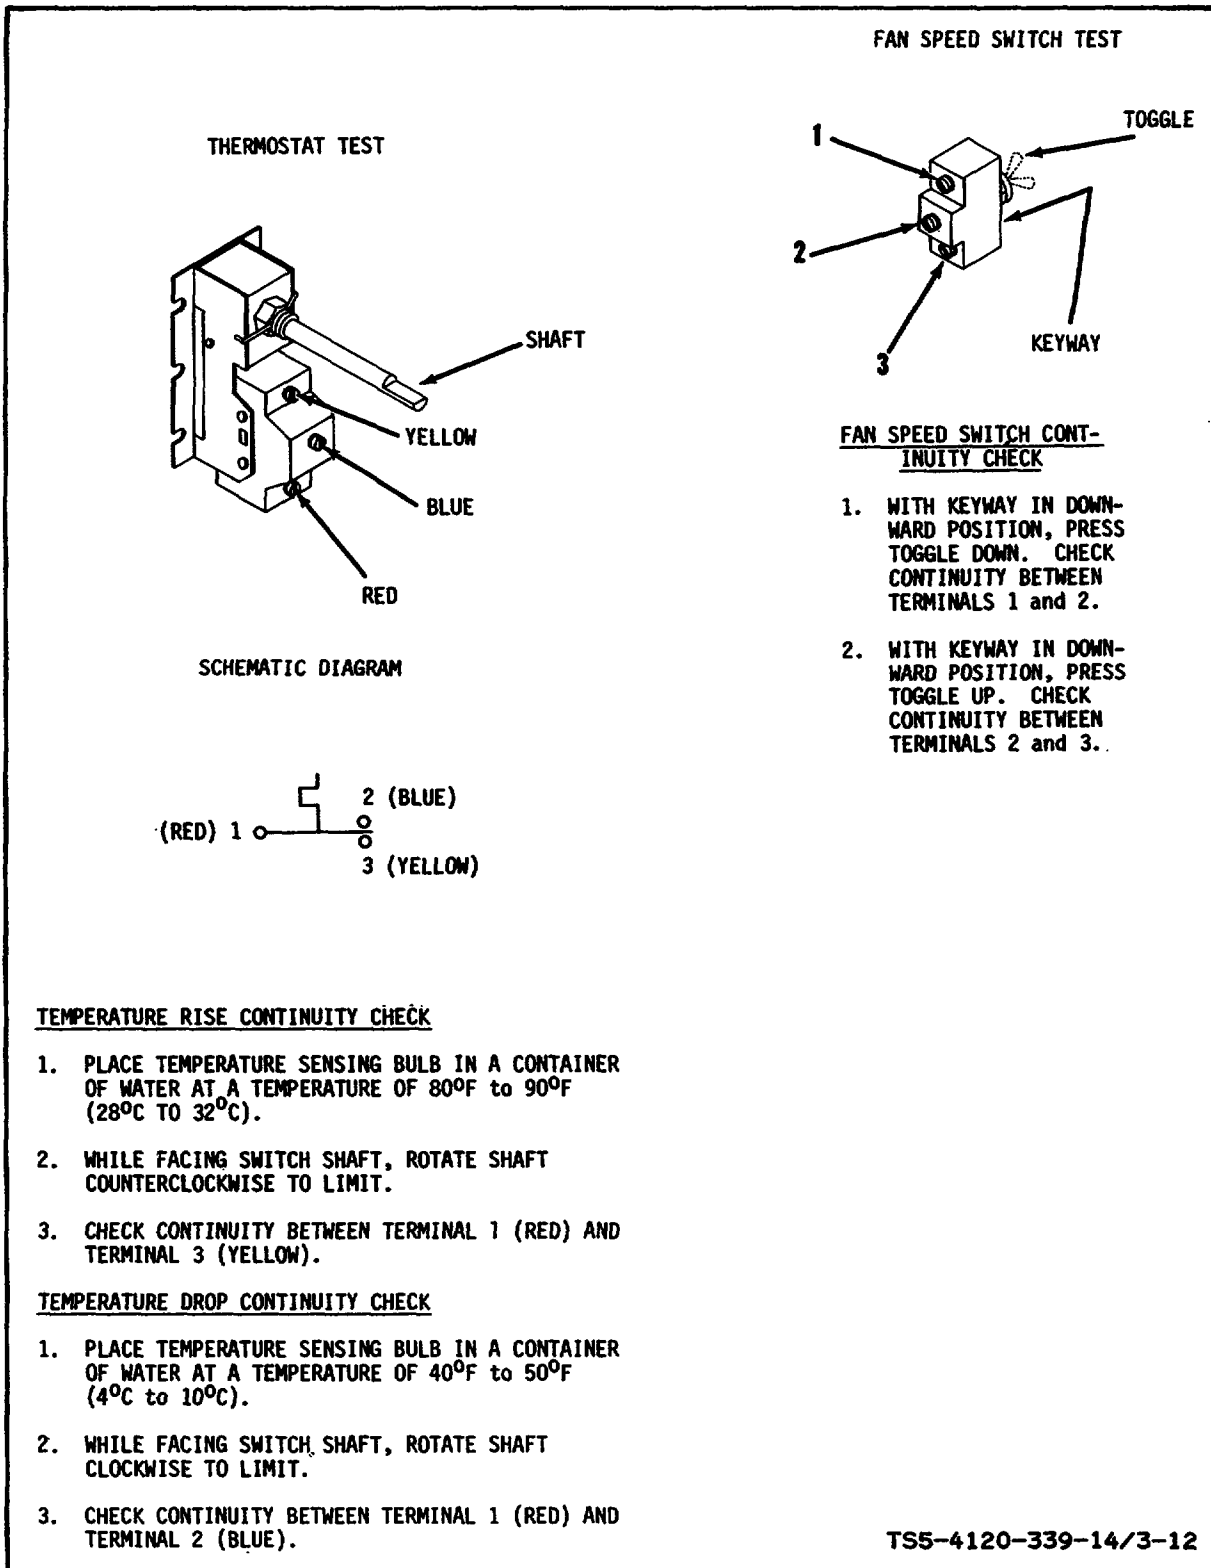 FAN SPEED SWITCH TEST
THERMOSTAT TEST
1
TOGGLE
2
3
KEYWAY
SHAFT
YELLOW
BLUE
RED
FAN SPEED SWITCH CONT-
INUITY CHECK
1. WITH KEYWAY IN DOWN-
WARD POSITION, PRESS
TOGGLE DOWN. CHECK
CONTINUITY BETWEEN
TERMINALS 1 and 2.
2. WITH KEYWAY IN DOWN-
WARD POSITION, PRESS
TOGGLE UP. CHECK
CONTINUITY BETWEEN
TERMINALS 2 and 3.
SCHEMATIC DIAGRAM
2 (BLUE)
(RED) 1
3 (YELLOW)
TEMPERATURE RISE CONTINUITY CHECK
1. PLACE TEMPERATURE SENSING BULB IN A CONTAINER
OF WATER AT A TEMPERATURE OF 80°F to 90°F
(28°C TO 32°C).
2. WHILE FACING SWITCH SHAFT, ROTATE SHAFT
COUNTERCLOCKWISE TO LIMIT.
3. CHECK CONTINUITY BETWEEN TERMINAL 1 (RED) AND
TERMINAL 3 (YELLOW).
TEMPERATURE DROP CONTINUITY CHECK
1. PLACE TEMPERATURE SENSING BULB IN A CONTAINER
OF WATER AT A TEMPERATURE OF 40°F to 50°F
(4°C to 10°C).
2. WHILE FACING SWITCH SHAFT, ROTATE SHAFT
CLOCKWISE TO LIMIT.
3. CHECK CONTINUITY BETWEEN TERMINAL 1 (RED) AND
TERMINAL 2 (BLUE).
TS5-4120-339-14/3-12